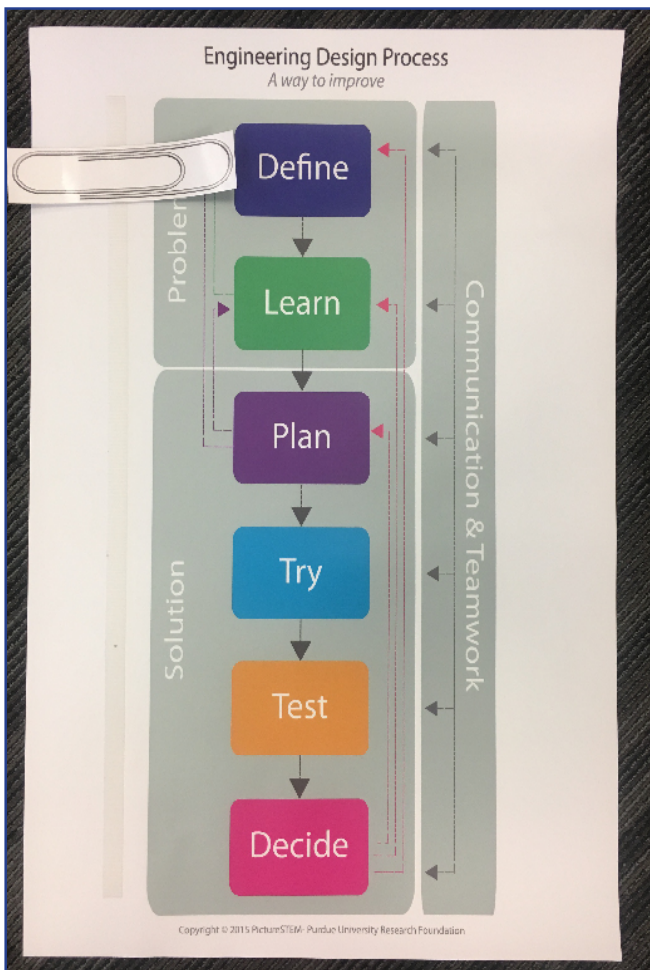 Engineering Design Process
A way to improve
Problem
Define
Learn
Solution
Plan
Try
Test
Decide
Communication & Teamwork
Copyright © 2015 PictureSTEM- Purdue University Research Foundation